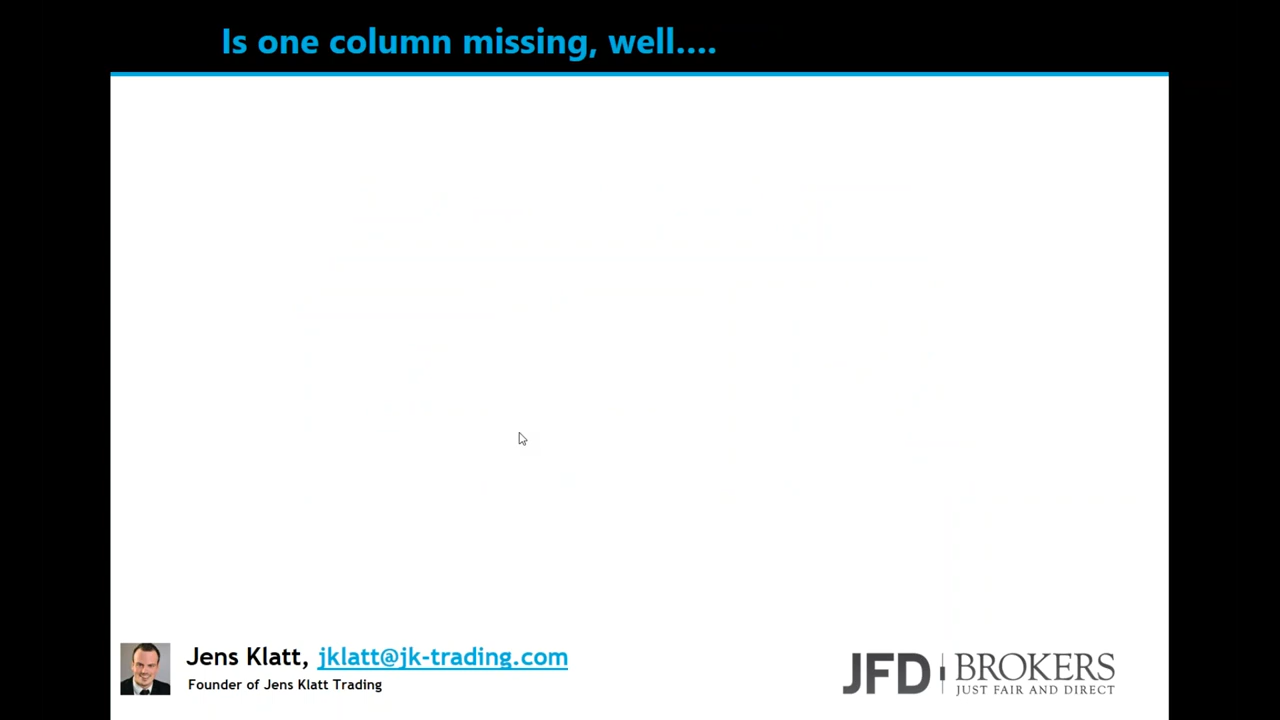 Is one column missing, well....
Jens Klatt, jklatt@jk-trading.com
Founder of Jens Klatt Trading
JFD BROKERS
JUST FAIR AND DIRECT